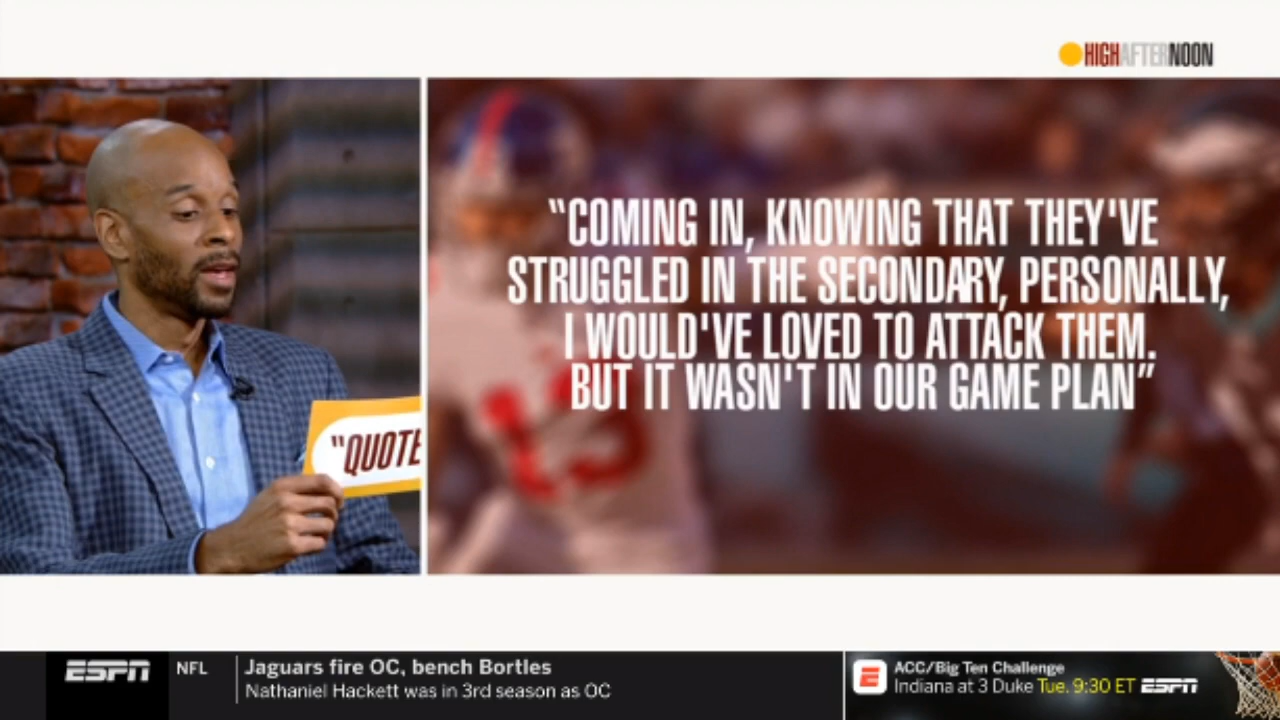 HIGHAFTERNOON
“COMING IN, KNOWING THAT THEY'VE
STRUGGLED IN THE SECONDARY, PERSONALLY,
I WOULD'VE LOVED TO ATTACK THEM.
BUT IT WASN'T IN OUR GAME PLAN”
“QUOTE
13
ESPN
NFL
Jaguars fire OC, bench Bortles
Nathaniel Hackett was in 3rd season as OC
E
ACC/Big Ten Challenge
Indiana at 3 Duke Tue. 9:30 ET ESPN